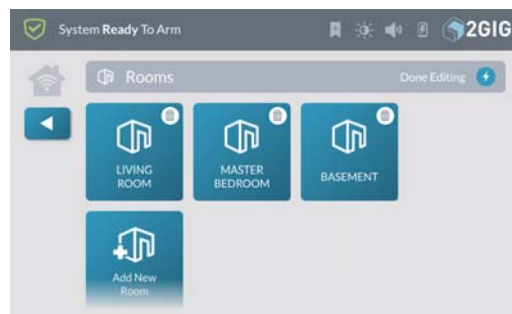 System Ready To Arm
2GIG
Rooms
Done Editing
LIVING
ROOM
MASTER
BEDROOM
BASEMENT
Add New
Room